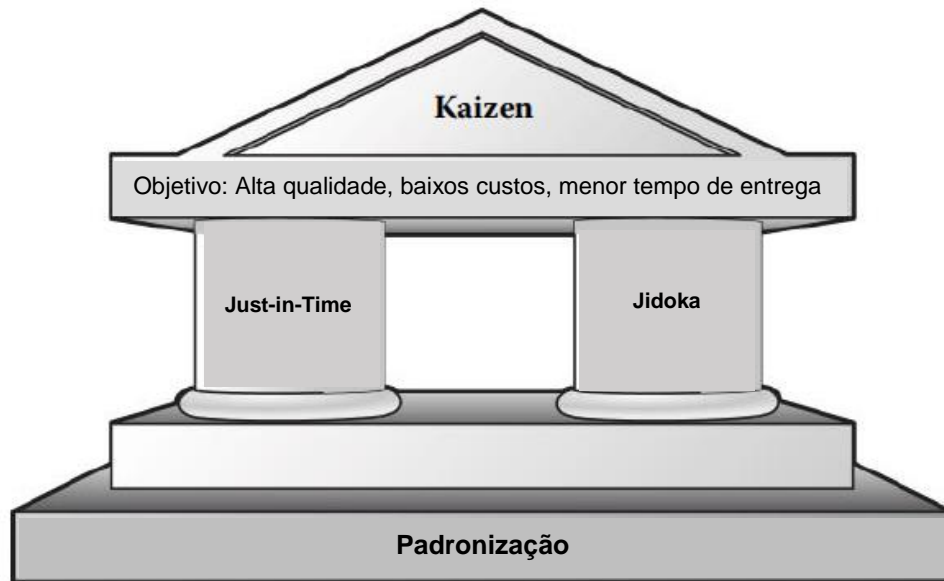 Kaizen
Objetivo: Alta qualidade, baixos custos, menor tempo de entrega
Just-in-Time
Jidoka
Padronização